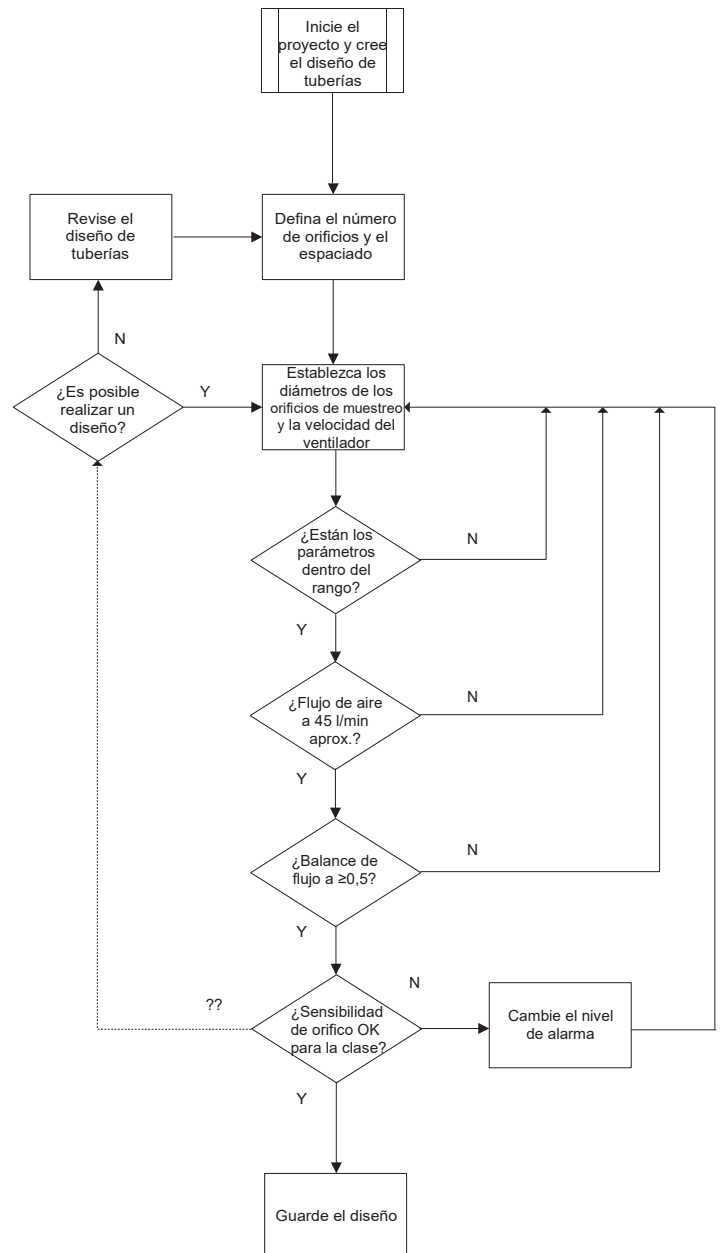 Inicie el
proyecto y cree
el diseño de
tuberías
Revise el
diseño de
tuberías
Defina el número
de orificios y el
espaciado
N
¿Es posible
realizar un
diseño?
Y
Establezca los
diámetros de los
orificios de muestreo
y la velocidad del
ventilador
¿Están los
parámetros
dentro del
rango?
N
Y
¿Flujo de aire
a 45 l/min
aprox.?
N
Y
¿Balance de
flujo a ≥0,5?
N
Y
??
¿Sensibilidad
de orifico OK
para la clase?
N
Cambie el nivel
de alarma
Y
Guarde el diseño